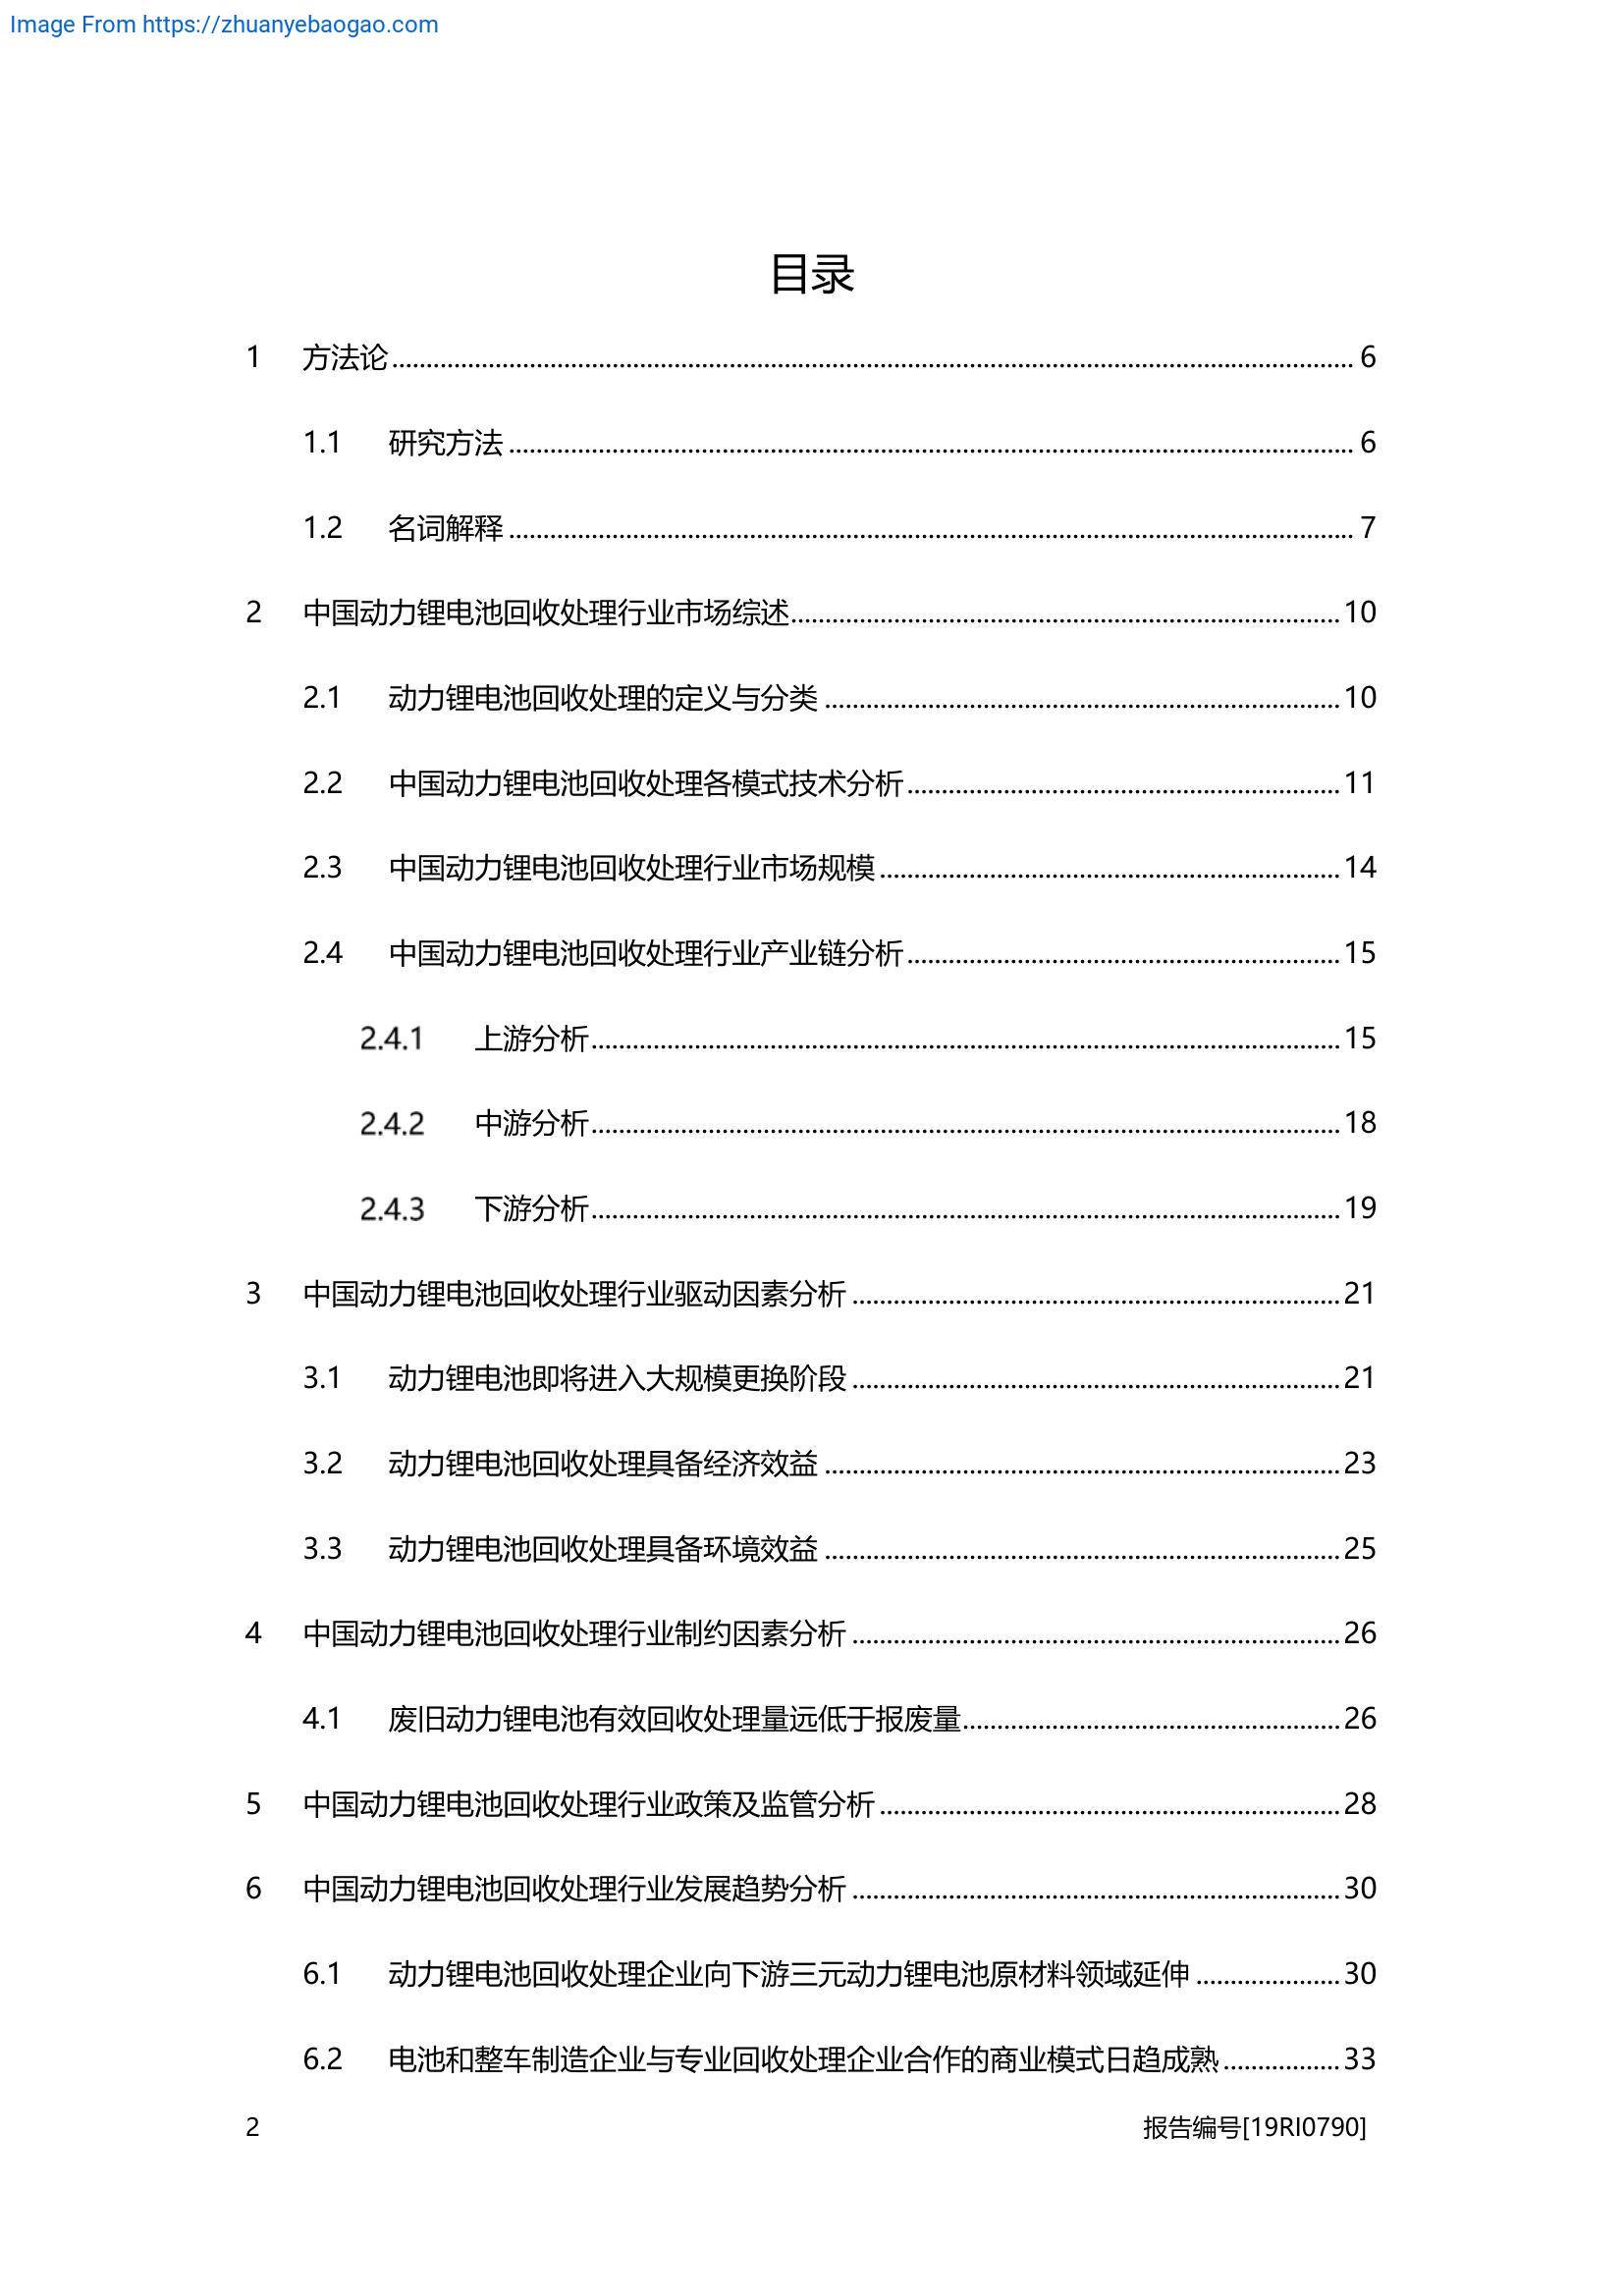 Image From https://zhuanyebaogao.com
目录
1 方法论 6
1.1 研究方法 6
1.2 名词解释 7
2 中国动力锂电池回收处理行业市场综述 10
2.1 动力锂电池回收处理的定义与分类 10
2.2 中国动力锂电池回收处理各模式技术分析 11
2.3 中国动力锂电池回收处理行业市场规模 14
2.4 中国动力锂电池回收处理行业产业链分析 15
2.4.1 上游分析 15
2.4.2 中游分析 18
2.4.3 下游分析 19
3 中国动力锂电池回收处理行业驱动因素分析 21
3.1 动力锂电池即将进入大规模更换阶段 21
3.2 动力锂电池回收处理具备经济效益 23
3.3 动力锂电池回收处理具备环境效益 25
4 中国动力锂电池回收处理行业制约因素分析 26
4.1 废旧动力锂电池有效回收处理量远低于报废量 26
5 中国动力锂电池回收处理行业政策及监管分析 28
6 中国动力锂电池回收处理行业发展趋势分析 30
6.1 动力锂电池回收处理企业向下游三元动力锂电池原材料领域延伸 30
6.2 电池和整车制造企业与专业回收处理企业合作的商业模式日趋成熟 33
2 报告编号[19RI0790]